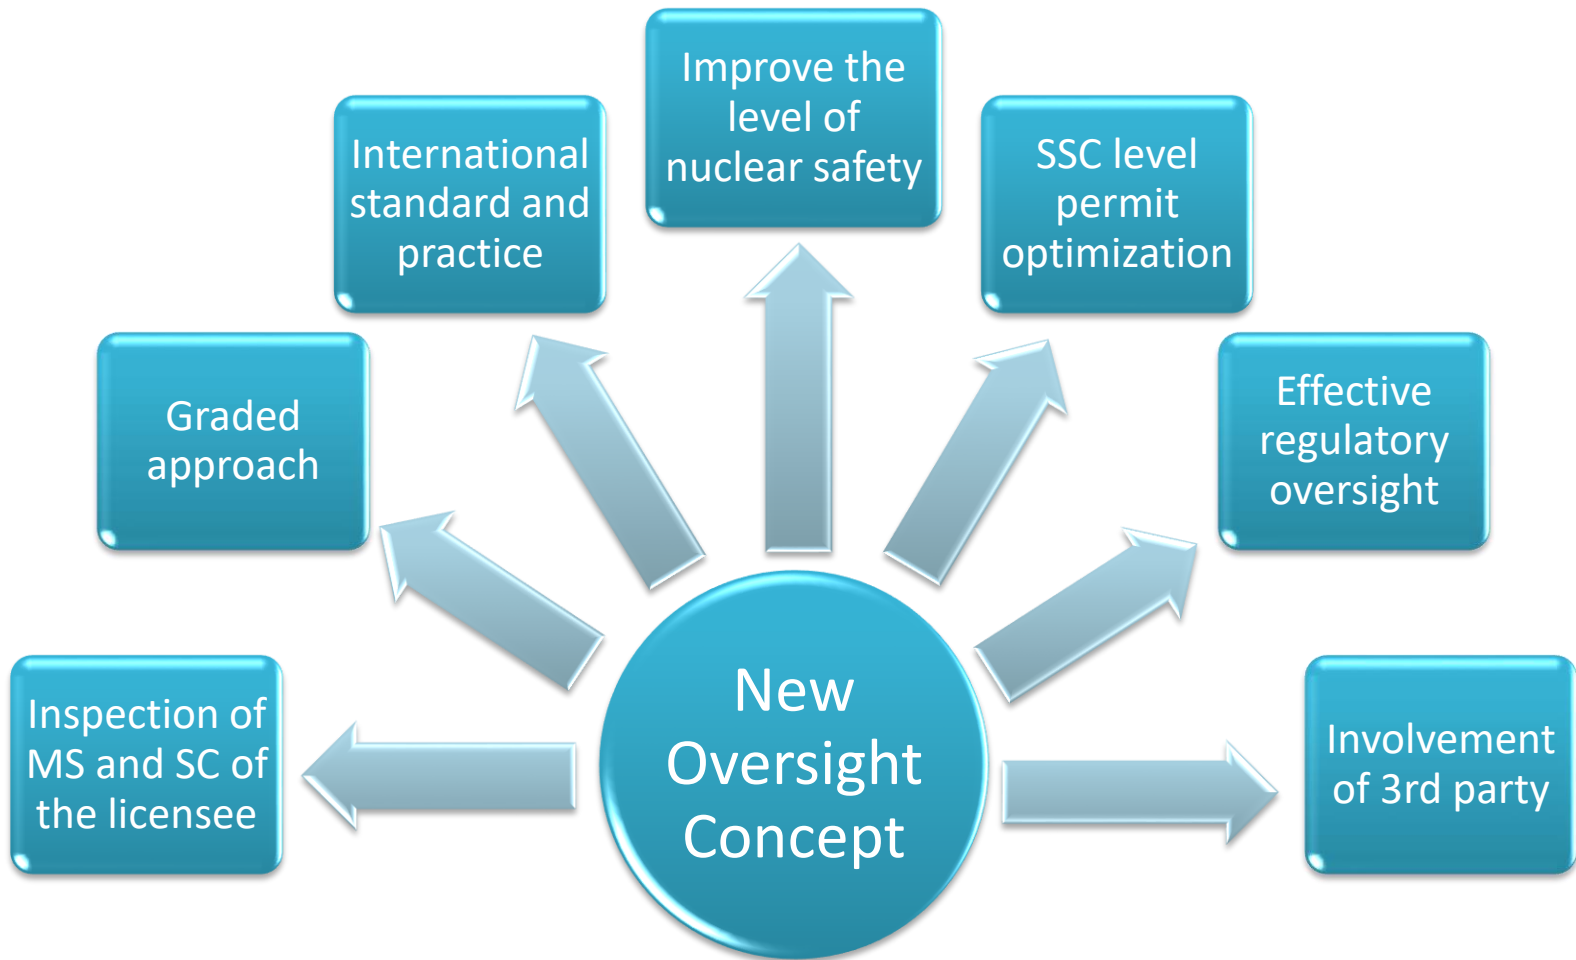 Improve the
level of
nuclear safety
International
standard and
practice
SSC level
permit
optimization
Graded
approach
Effective
regulatory
oversight
Inspection of
MS and SC of
the licensee
New
Oversight
Concept
Involvement
of 3rd party